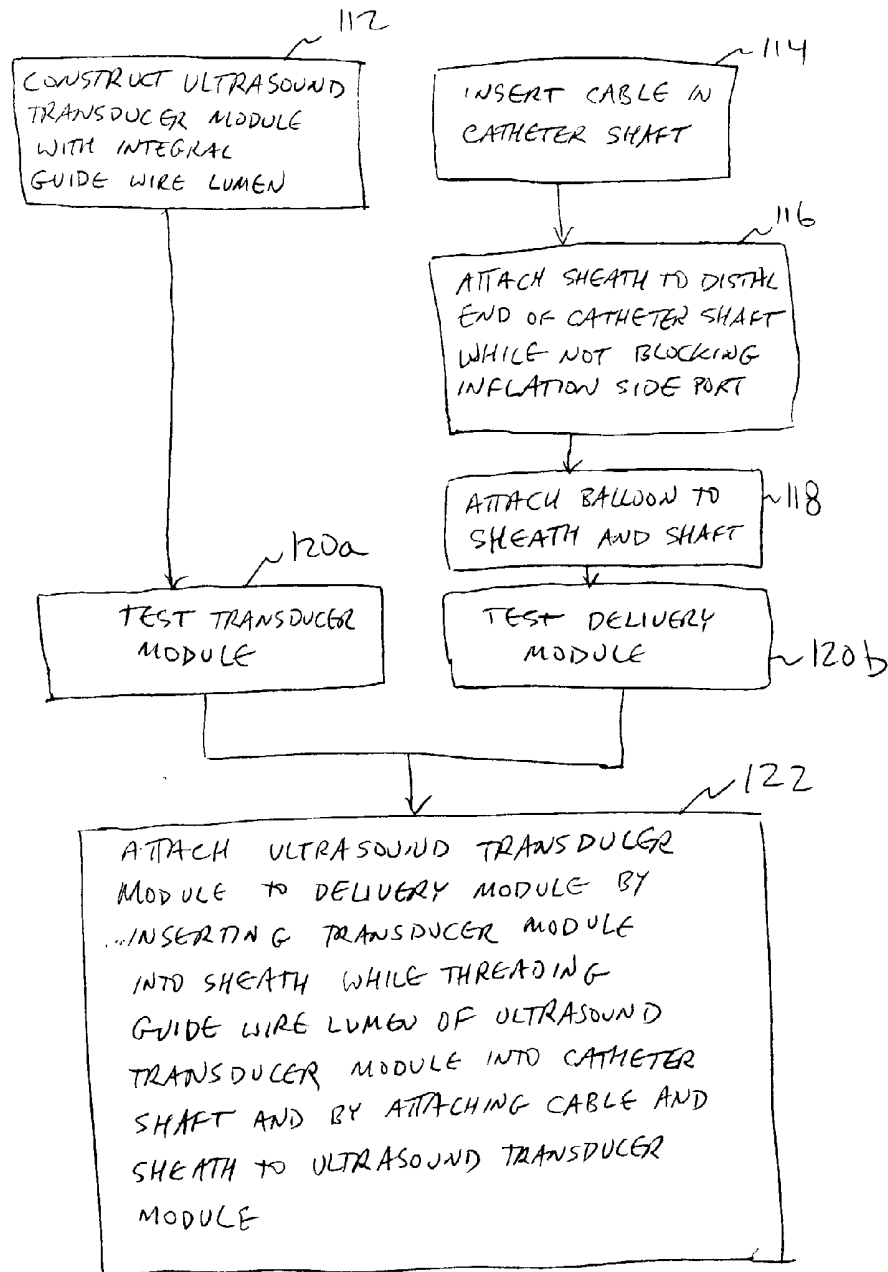 112
CONSTRUCT ULTRASOUND
TRANSDUCER MODULE
WITH INTEGRAL
GUIDE WIRE LUMEN
114
INSERT CABLE IN
CATHETER SHAFT
116
ATTACH SHEATH TO DISTAL
END OF CATHETER SHAFT
WHILE NOT BLOCKING
INFLATION SIDE PORT
118
ATTACH BALLOON TO
SHEATH AND SHAFT
120a
TEST TRANSDUCER
MODULE
TEST DELIVERY
MODULE
120b
122
ATTACH ULTRASOUND TRANSDUCER
MODULE TO DELIVERY MODULE BY
...INSERTING TRANSDUCER MODULE
INTO SHEATH WHILE THREADING
GUIDE WIRE LUMEN OF ULTRASOUND
TRANSDUCER MODULE INTO CATHETER
SHAFT AND BY ATTACHING CABLE AND
SHEATH TO ULTRASOUND TRANSDUCER
MODULE